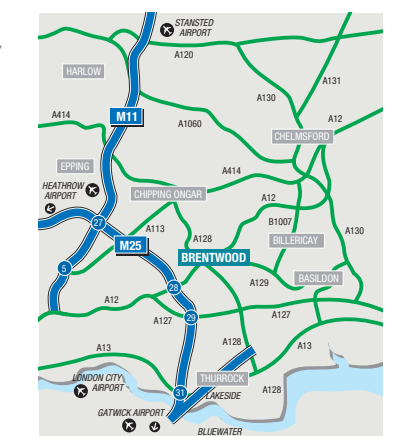 STANSTED
AIRPORT
A120
HARLOW
A131
A130
A414
M11
A12
A1060
CHELMSFORD
EPPING
A414
HEATHROW
AIRPORT
CHIPPING ONGAR
A12
27
A113
B1007
A130
M25
A128
BILLERICAY
BRENTWOOD
5
BASILDON
28
A129
A12
29
A127
A127
A128
A13
A13
LONDON CITY
AIRPORT
THURROCK
31
LAKESIDE
A128
GATWICK AIRPORT
BLUEWATER